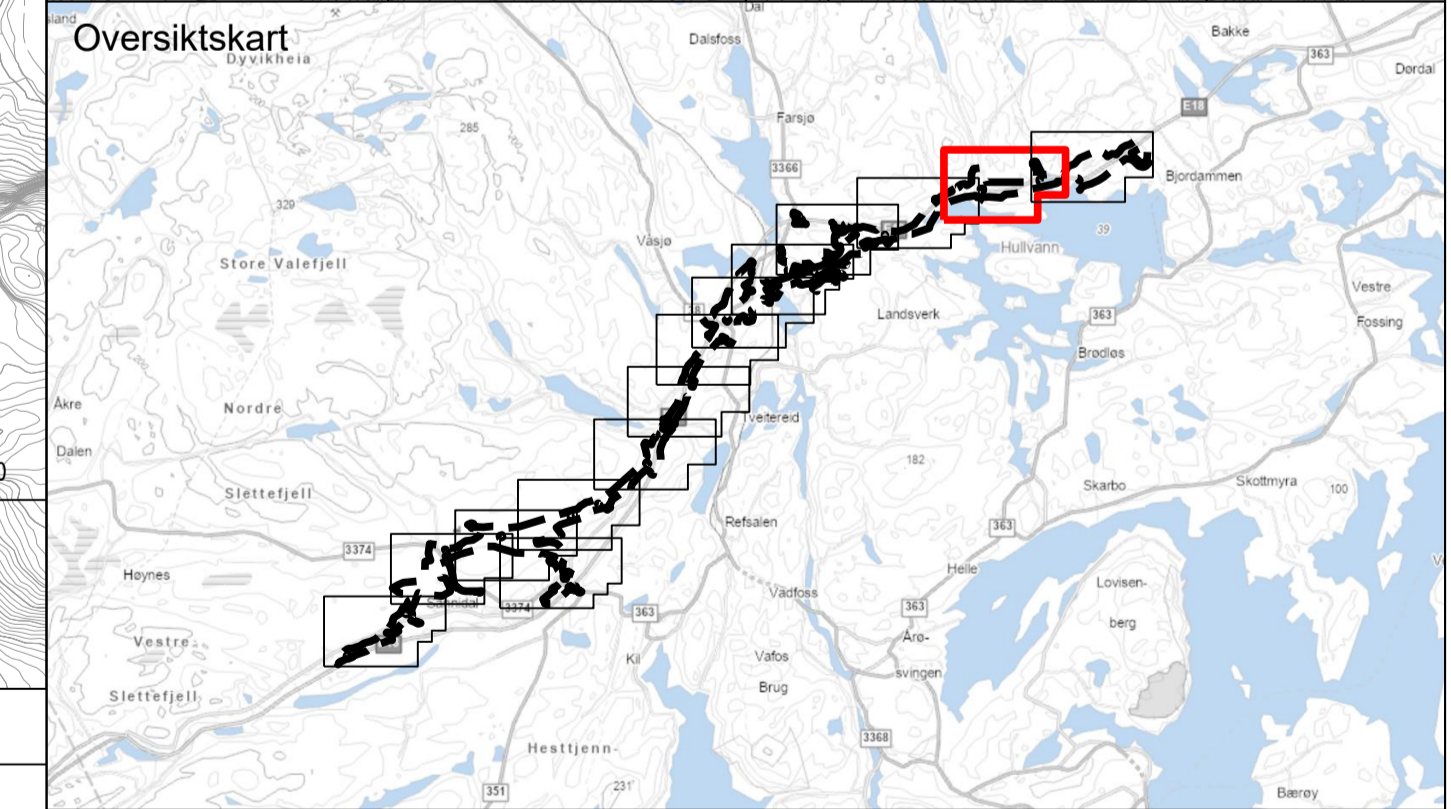 Oversiktskart
Dyvikheia
Dalsfoss
Bakke
363
Dørdal
E18
285
Farsjø
3366
Bjordammen
329
39
Våsjø
Hullvann
Store Valefjell
Vestre
Fossing
Landsverk
363
Brødløs
Åkre
Nordre
Tveitereid
Dalen
182
Slettefjell
Skarbo
Skottmyra
100
Refsalen
363
3374
Høynes
Helle
Lovisen-
berg
Vadfoss
3374
363
363
Vestre
Kil
Vafos
Brug
svingen
Slettefjell
Hesttjenn-
3368
351
231
Bærøy